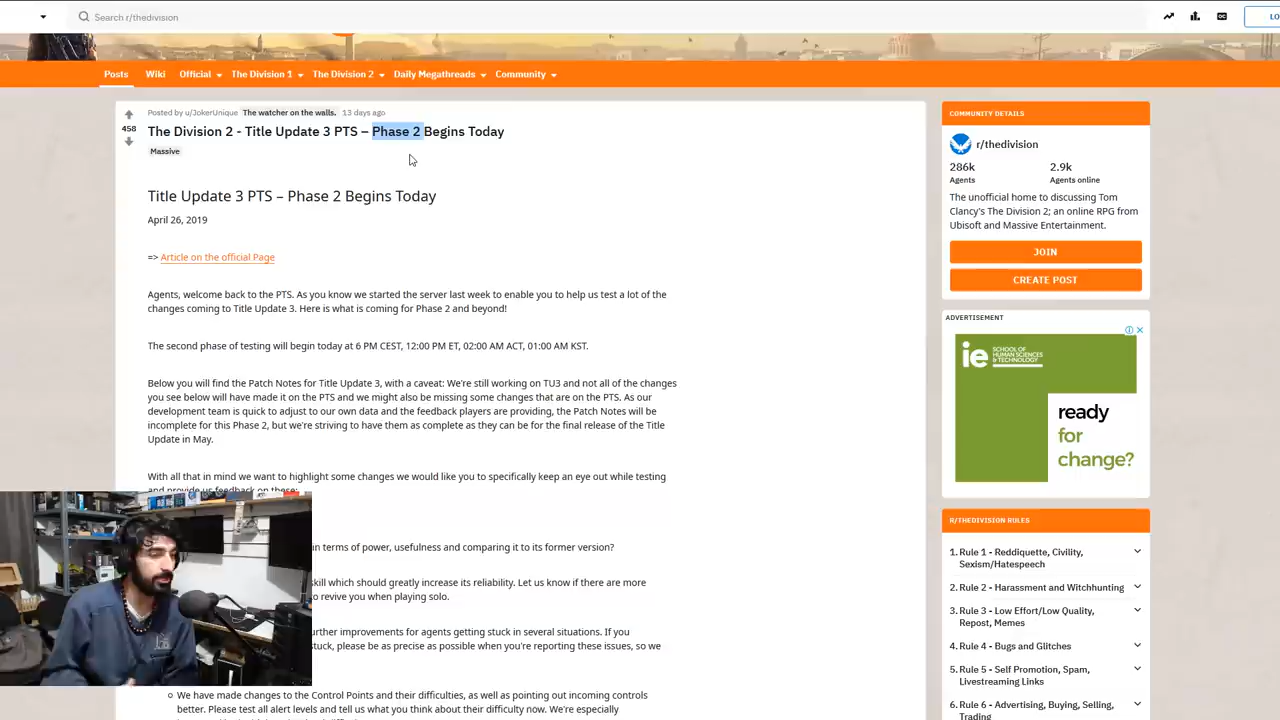 Search r/thedivision
LO
Posts Wiki Official The Division 1 The Division 2 Daily Megathreads Community
Posted by u/JokerUnique The watcher on the walls. 13 days ago
458
The Division 2 - Title Update 3 PTS – Phase 2 Begins Today
Massive
Title Update 3 PTS – Phase 2 Begins Today
April 26, 2019
=> Article on the official Page
Agents, welcome back to the PTS. As you know we started the server last week to enable you to help us test a lot of the
changes coming to Title Update 3. Here is what is coming for Phase 2 and beyond!
The second phase of testing will begin today at 6 PM CEST, 12:00 PM ET, 02:00 AM ACT, 01:00 AM KST.
Below you will find the Patch Notes for Title Update 3, with a caveat: We're still working on TU3 and not all of the changes
you see below will have made it on the PTS and we might also be missing some changes that are on the PTS. As our
development team is quick to adjust to our own data and the feedback players are providing, the Patch Notes will be
incomplete for this Phase 2, but we're striving to have them as complete as they can be for the final release of the Title
Update in May.
With all that in mind we want to highlight some changes we would like you to specifically keep an eye out while testing
in terms of power, usefulness and comparing it to its former version?
skill which should greatly increase its reliability. Let us know if there are more
to revive you when playing solo.
urther improvements for agents getting stuck in several situations. If you
tuck, please be as precise as possible when you're reporting these issues, so we
We have made changes to the Control Points and their difficulties, as well as pointing out incoming controls
better. Please test all alert levels and tell us what you think about their difficulty now. We're especially
COMMUNITY DETAILS
r/thedivision
286k 2.9k
Agents Agents online
The unofficial home to discussing Tom
Clancy's The Division 2; an online RPG from
Ubisoft and Massive Entertainment.
JOIN
CREATE POST
ADVERTISEMENT
ie SCHOOL OF
HUMAN SCIENCES
& TECHNOLOGY
ready
for
change?
R/THEDIVISION RULES
1. Rule 1 - Reddiquette, Civility,
Sexism/Hatespeech
2. Rule 2 - Harassment and Witchhunting
3. Rule 3 - Low Effort/Low Quality,
Repost, Memes
4. Rule 4 - Bugs and Glitches
5. Rule 5 - Self Promotion, Spam,
Livestreaming Links
6. Rule 6 - Advertising, Buying, Selling,
Trading